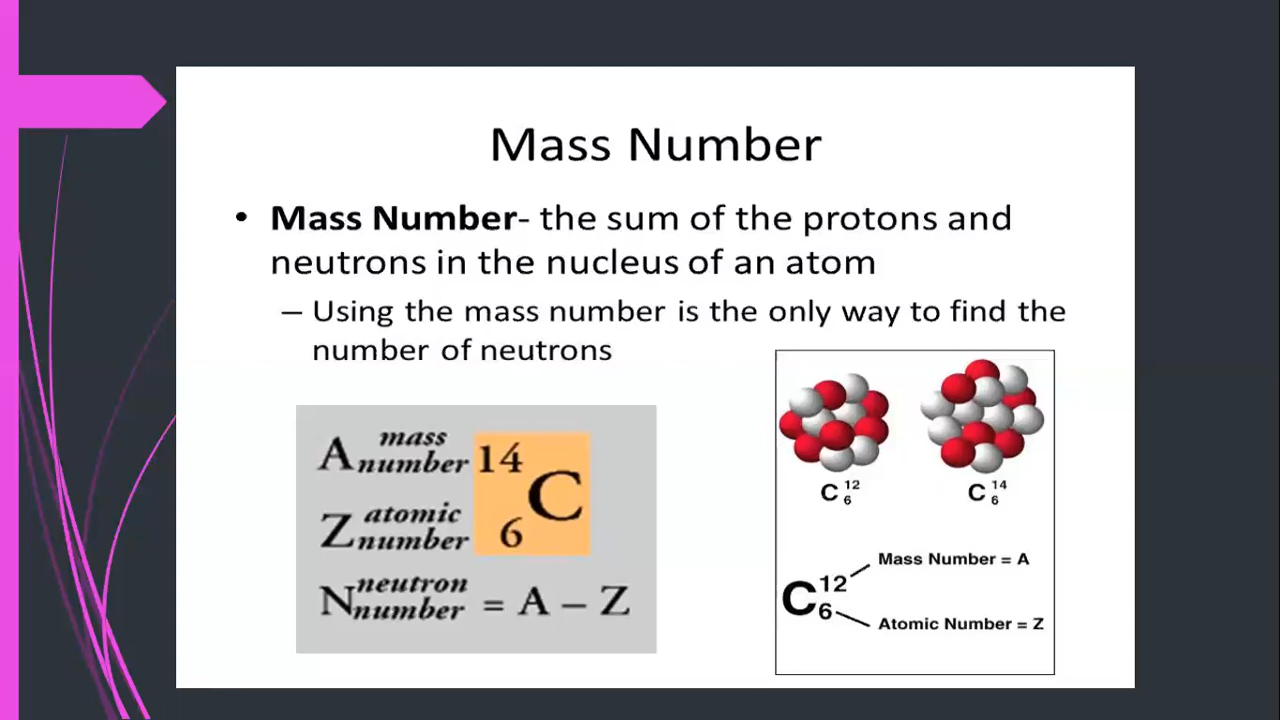 Mass Number
• Mass Number- the sum of the protons and
neutrons in the nucleus of an atom
– Using the mass number is the only way to find the
number of neutrons
A mass number 14
C
Z atomic number 6
N neutron number = A – Z
C 12 6
C 14 6
C 12 6
Mass Number = A
Atomic Number = Z